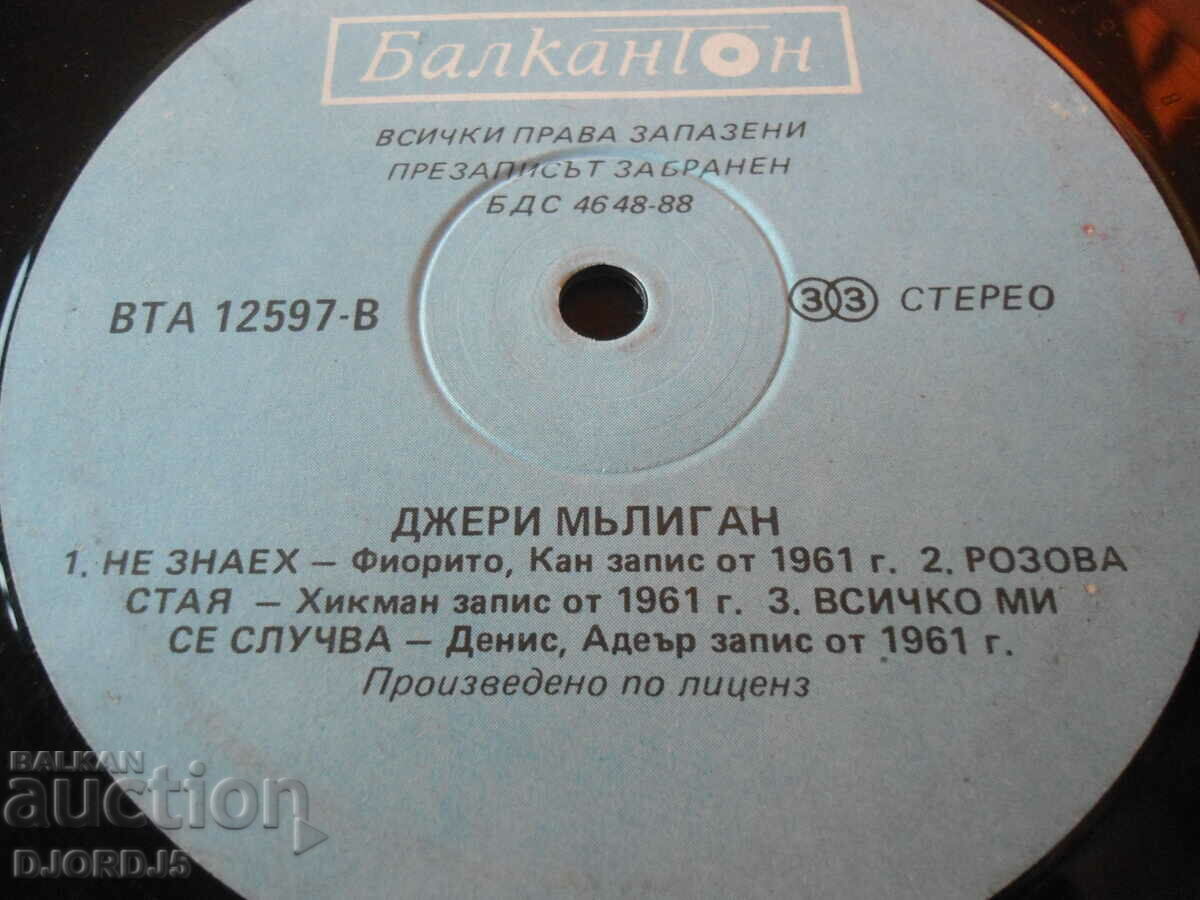 Балкантон
ВСИЧКИ ПРАВА ЗАПАЗЕНИ
ПРЕЗАПИСЪТ ЗАБРАНЕН
БДС 4648-88
ВТА 12597-В
33 СТЕРЕО
ДЖЕРИ МЬЛИГАН
1. НЕ ЗНАЕХ – Фиорито, Кан запис от 1961 г. 2. РОЗОВА
СТАЯ – Хикман запис от 1961 г. 3. ВСИЧКО МИ
СЕ СЛУЧВА – Денис, Адеър запис от 1961 г.
Произведено по лиценз
BALKAN
auction
DJORDJ5